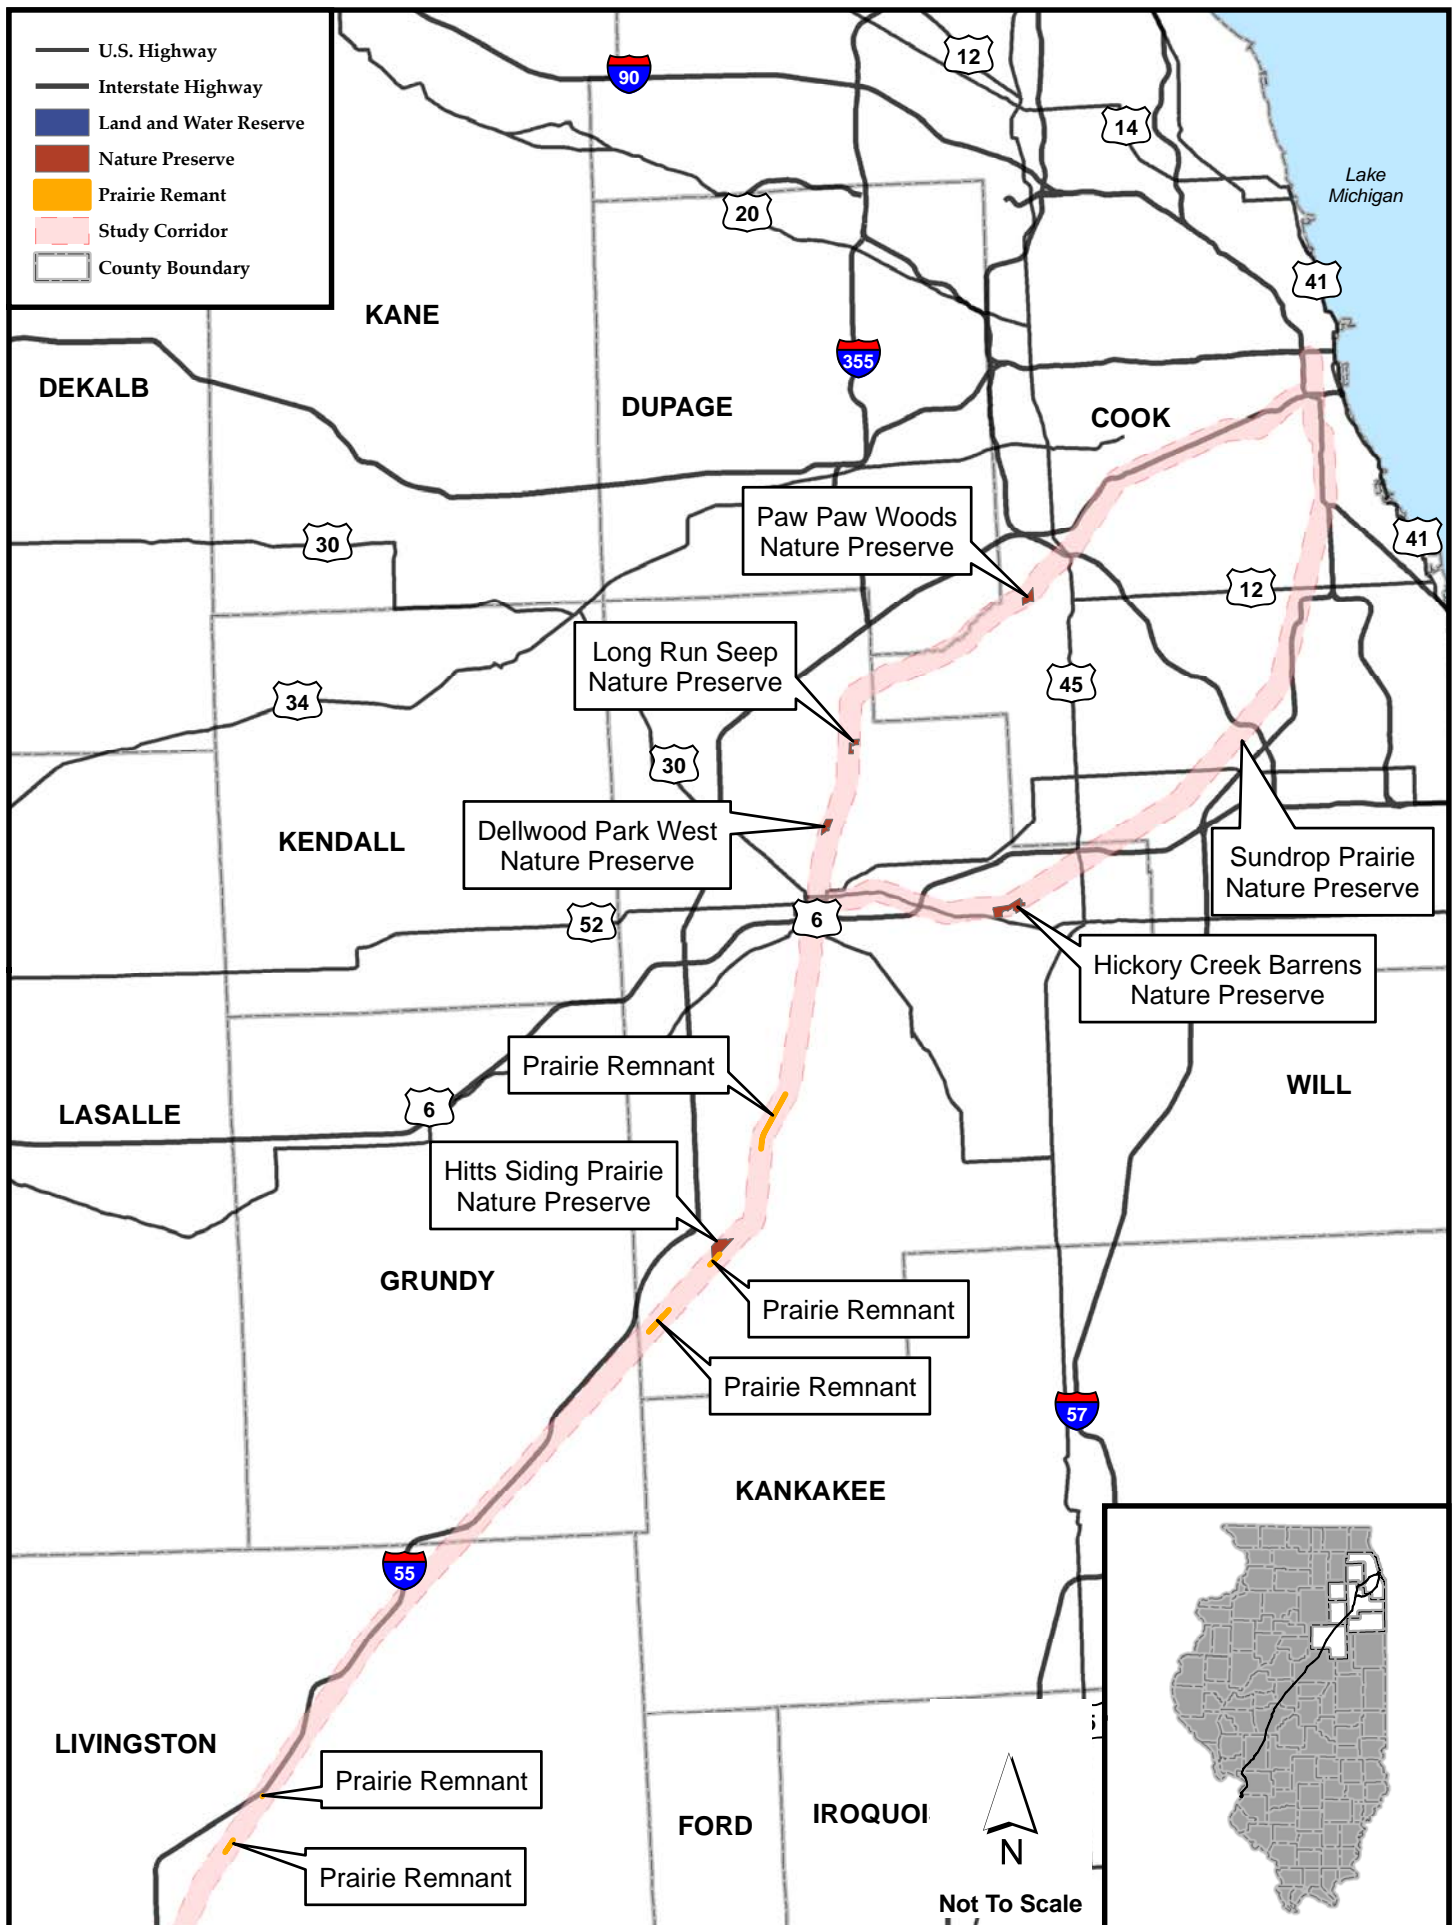 U.S. Highway
Interstate Highway
Land and Water Reserve
Nature Preserve
Prairie Remant
Study Corridor
County Boundary
90
12
14
Lake
Michigan
20
41
KANE
355
DEKALB
DUPAGE
COOK
Paw Paw Woods
Nature Preserve
30
41
12
Long Run Seep
Nature Preserve
34
45
30
Dellwood Park West
Nature Preserve
KENDALL
Sundrop Prairie
Nature Preserve
52
6
Hickory Creek Barrens
Nature Preserve
Prairie Remnant
WILL
6
LASALLE
Hitts Siding Prairie
Nature Preserve
GRUNDY
Prairie Remnant
Prairie Remnant
57
KANKAKEE
55
LIVINGSTON
Prairie Remnant
FORD
IROQUOI
N
Prairie Remnant
Not To Scale